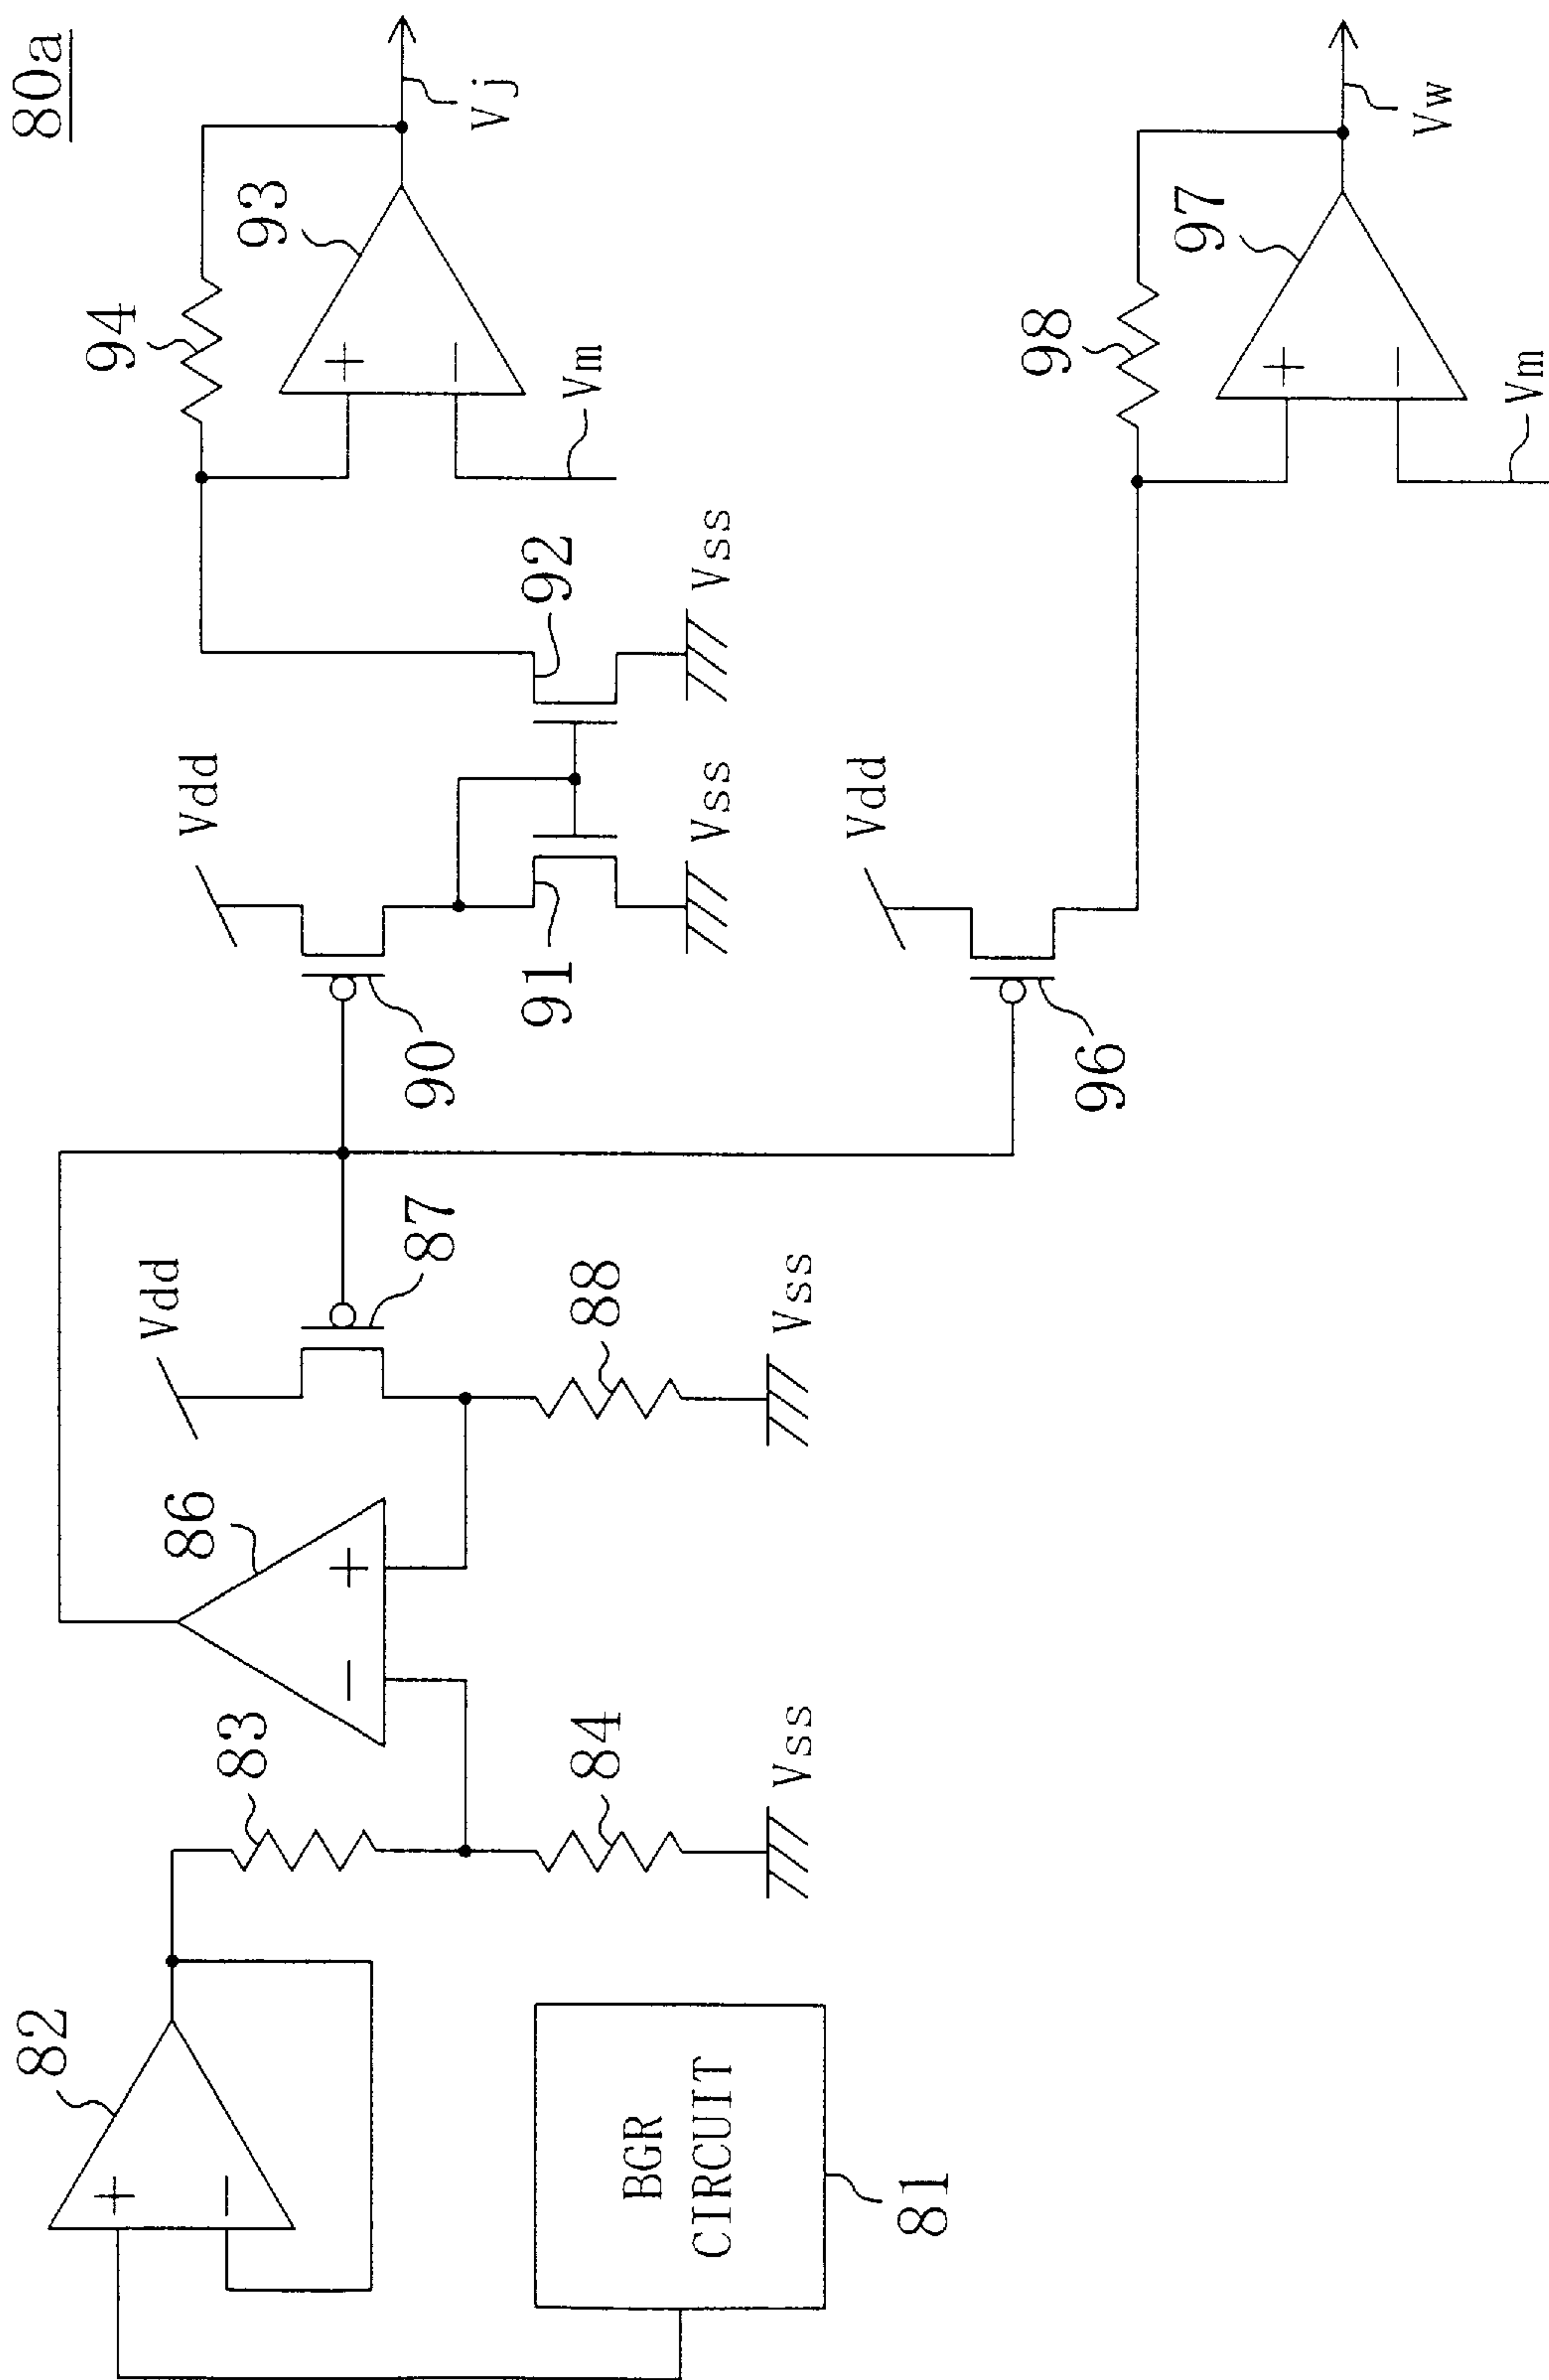 80a
82
+
−
BGR
CIRCUIT
81
83
84
Vss
86
−
+
Vdd
87
88
Vss
Vdd
90
91
Vss
92
Vss
94
93
+
−
Vm
Vj
Vdd
96
98
97
+
−
Vm
Vw